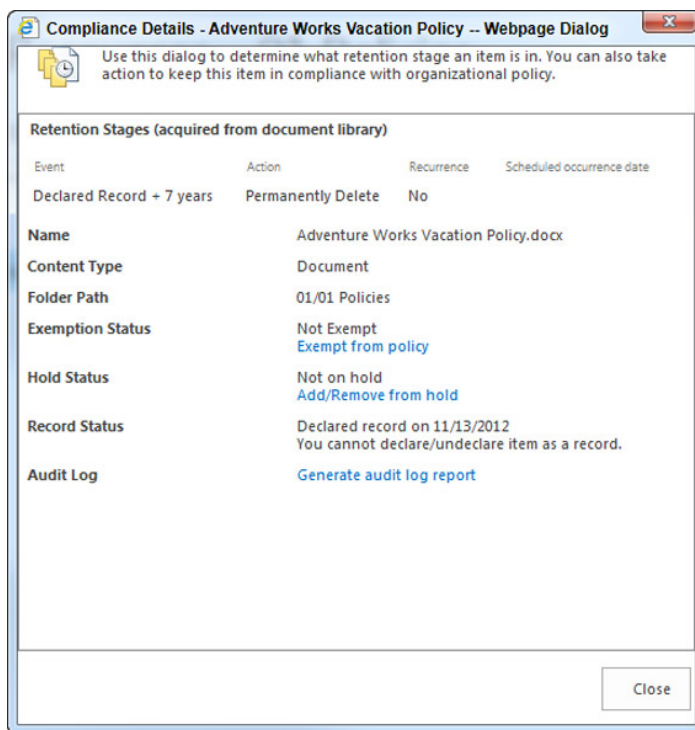 Compliance Details - Adventure Works Vacation Policy -- Webpage Dialog
Use this dialog to determine what retention stage an item is in. You can also take
action to keep this item in compliance with organizational policy.
Retention Stages (acquired from document library)
Event Action Recurrence Scheduled occurrence date
Declared Record + 7 years Permanently Delete No
Name Adventure Works Vacation Policy.docx
Content Type Document
Folder Path 01/01 Policies
Exemption Status Not Exempt
Exempt from policy
Hold Status Not on hold
Add/Remove from hold
Record Status Declared record on 11/13/2012
You cannot declare/undeclare item as a record.
Audit Log Generate audit log report
Close